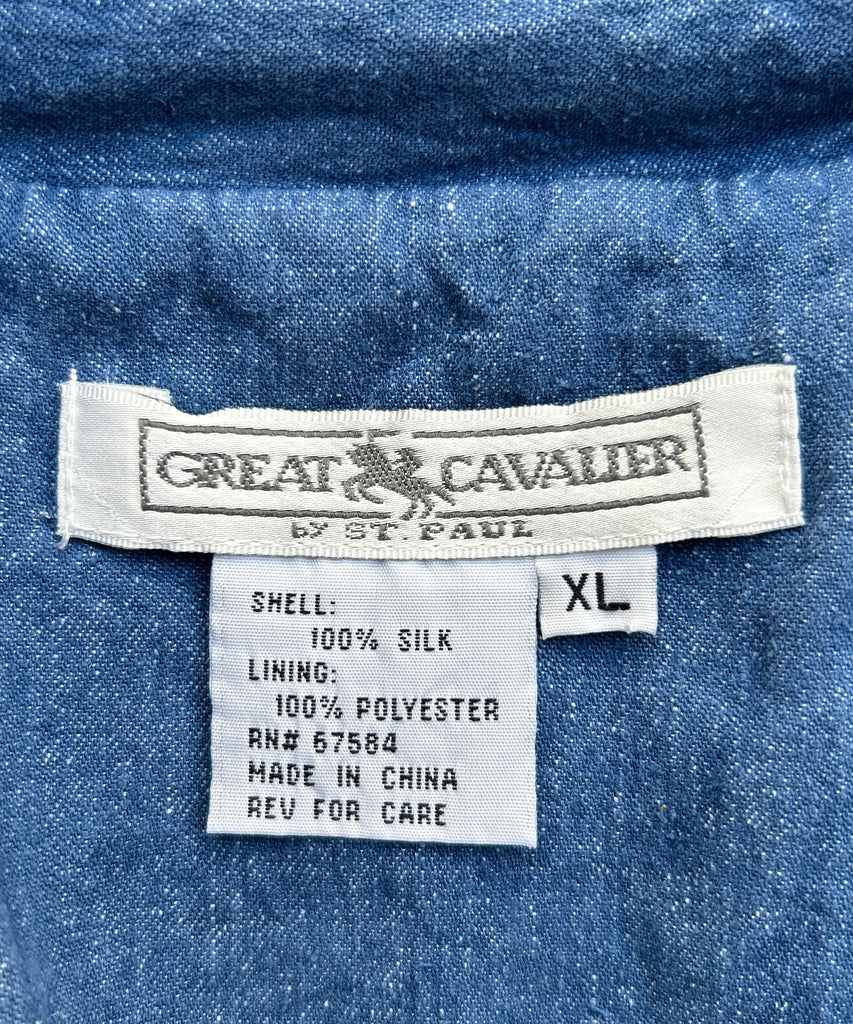 GREAT CAVALIER
by ST. PAUL
XL
SHELL:
100% SILK
LINING:
100% POLYESTER
RN# 67584
MADE IN CHINA
REV FOR CARE